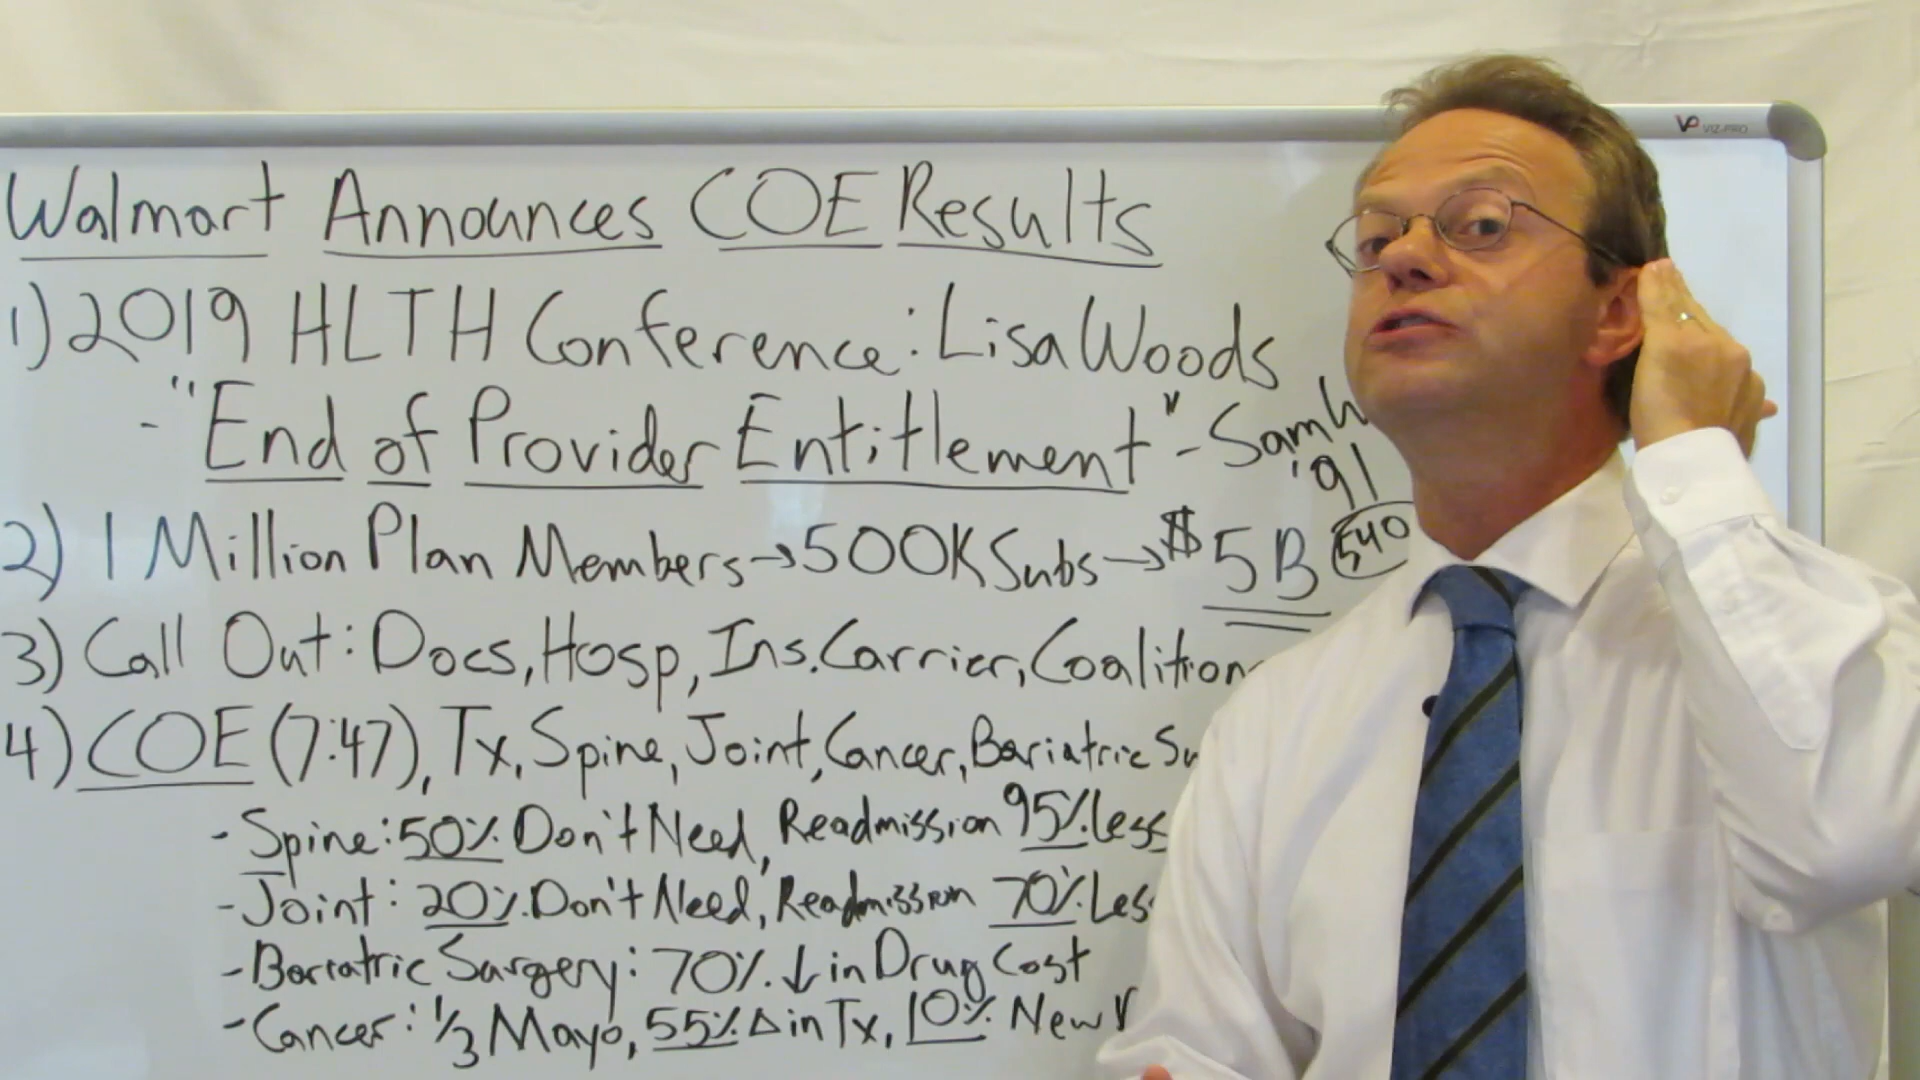 VP VIZ-PRO
Walmart Announces COE Results
1) 2019 HLTH Conference: Lisa Woods
- "End of Provider Entitlement" - Sam
'91
2) 1 Million Plan Members → 500K Subs → $5B 540
3) Call Out: Docs, Hosp, Ins. Carrier, Coalition
4) COE (7:47), Tx, Spine, Joint, Cancer, Bariatric Su
- Spine: 50% Don't Need, Readmission 95% Less
- Joint: 20% Don't Need, Readmission 70% Les
- Bariatric Surgery: 70% ↓ in Drug Cost
- Cancer: 1/3 Mayo, 55% Δ in Tx, 10% New